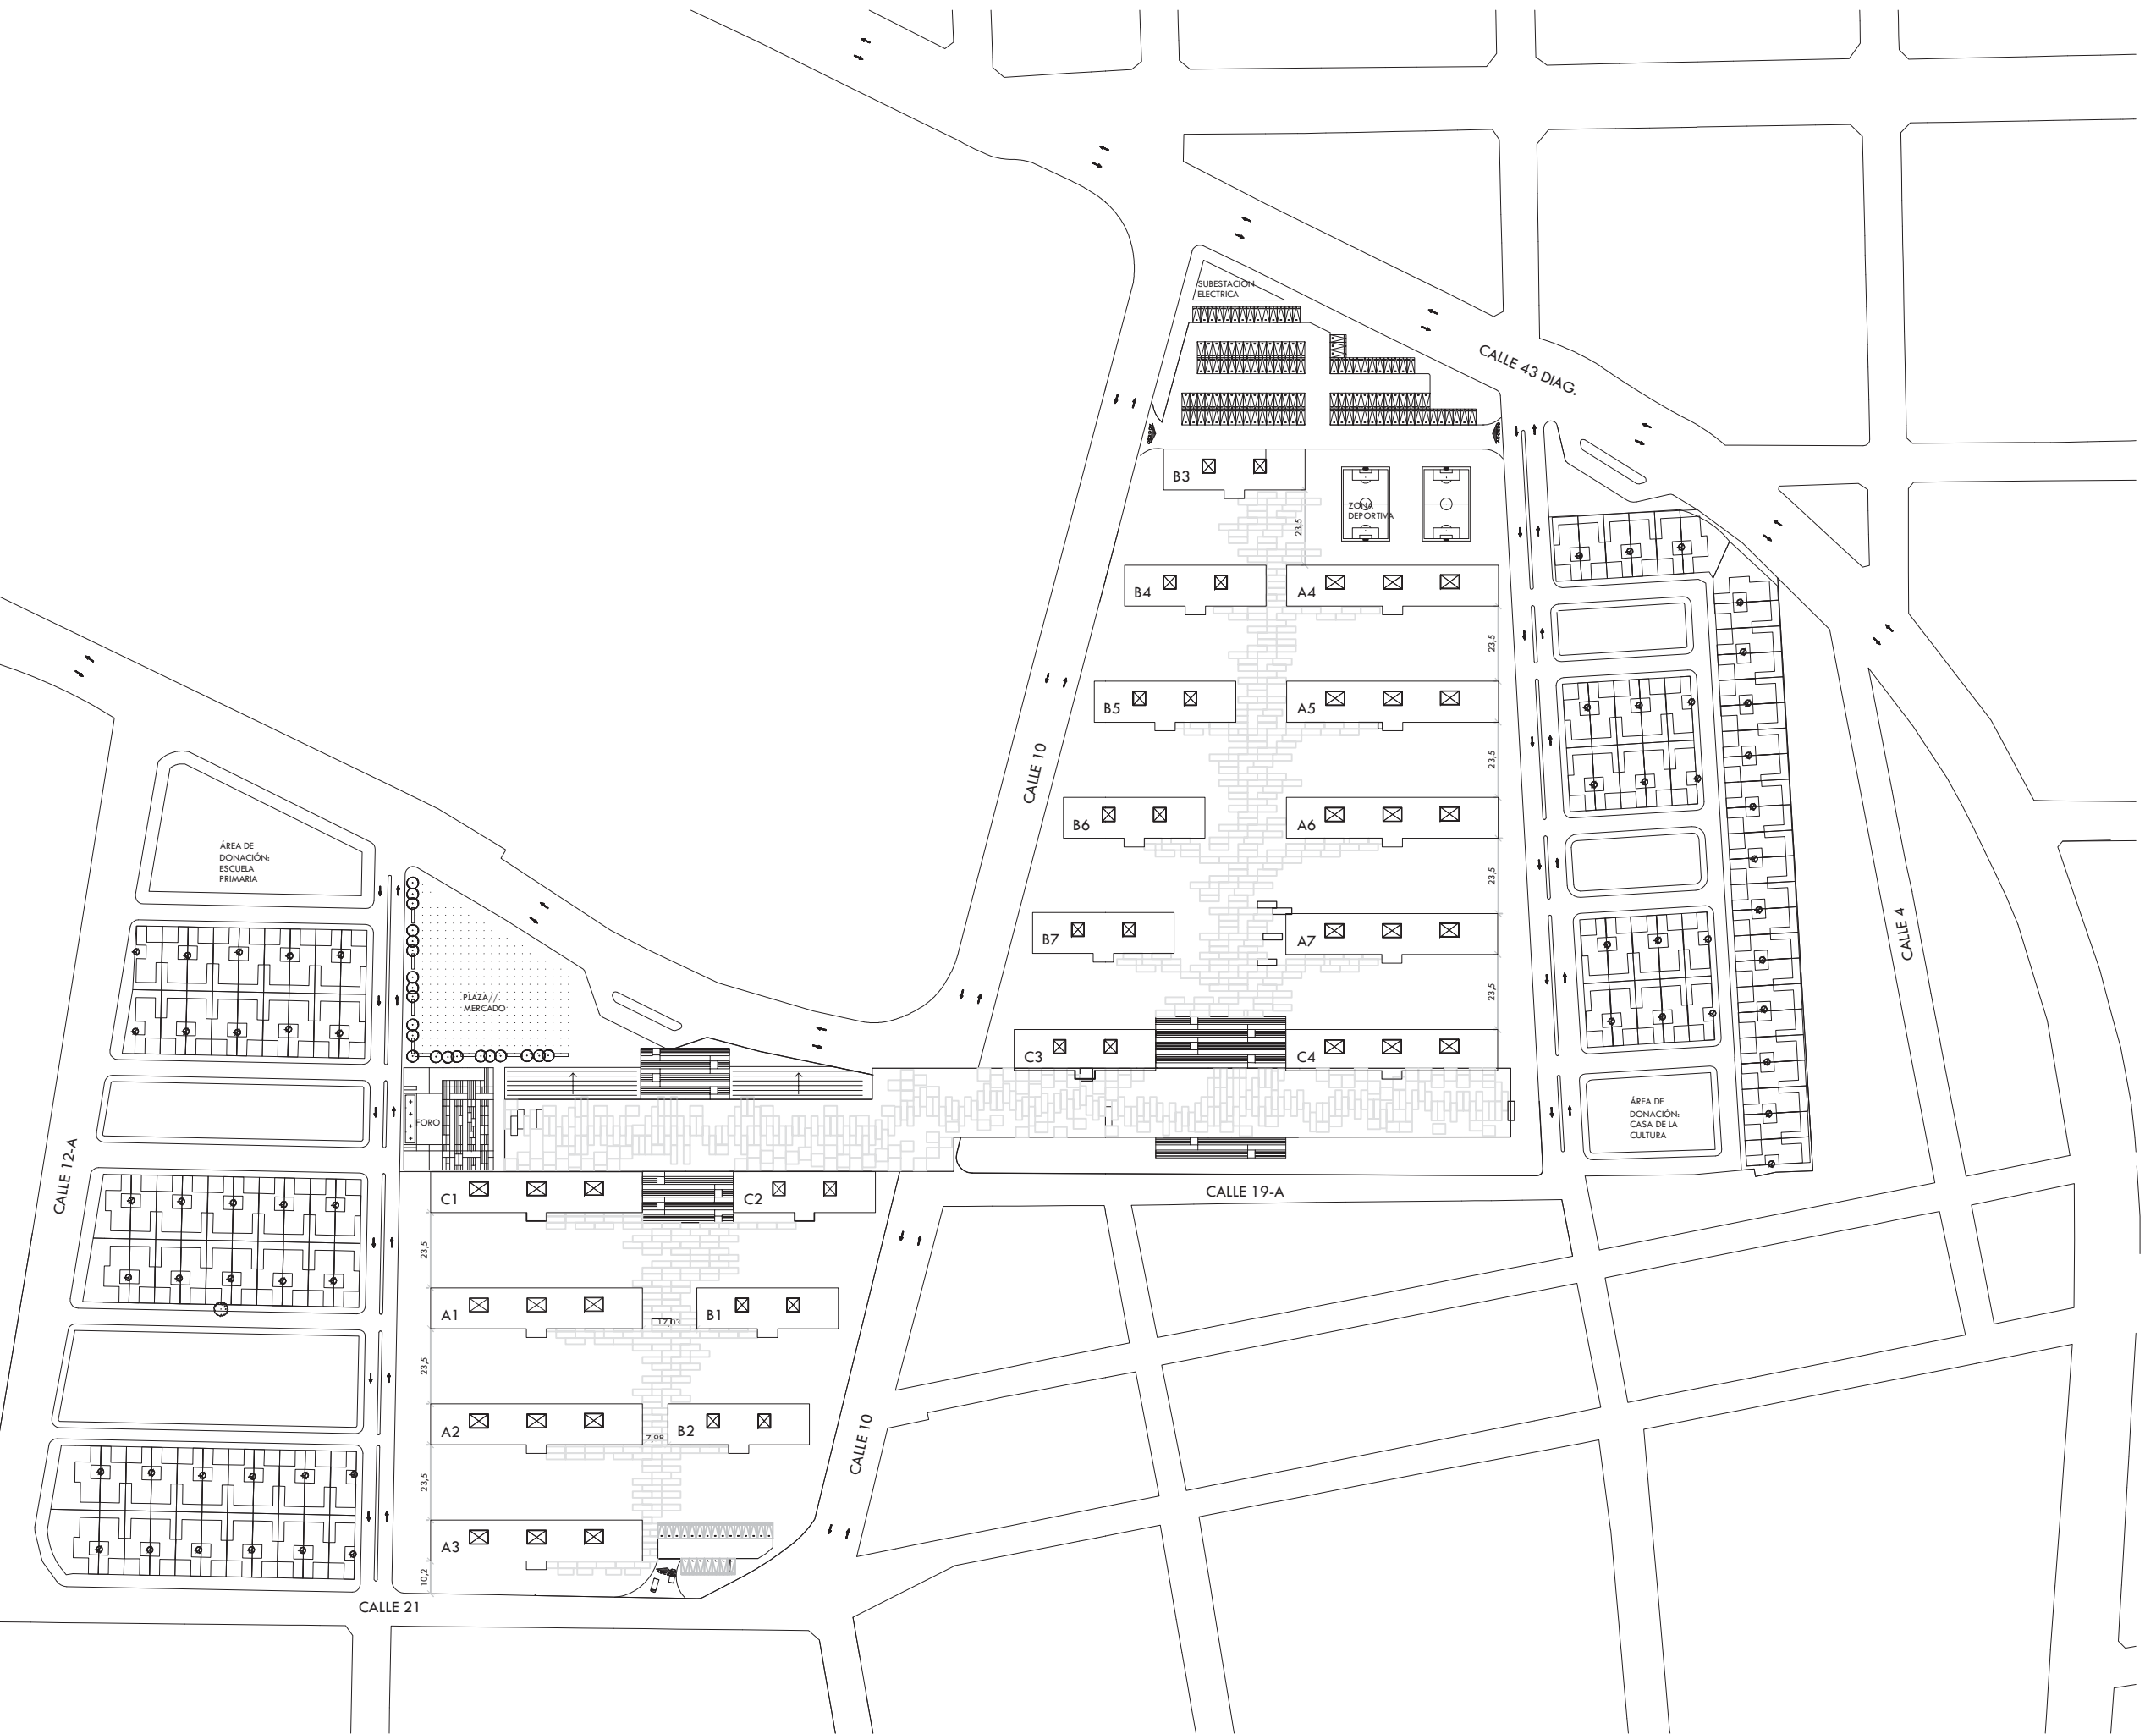 SUBESTACION
ELECTRICA
CALLE 43 DIAG.
B3
ZONA
DEPORTIVA
23,5
B4
A4
23,5
B5
A5
CALLE 10
23,5
B6
A6
ÁREA DE
DONACIÓN:
ESCUELA
PRIMARIA
23,5
B7
A7
CALLE 4
PLAZA//
MERCADO
23,5
C3
C4
FORO
ÁREA DE
DONACIÓN:
CASA DE LA
CULTURA
CALLE 12-A
CALLE 19-A
C1
C2
23,5
A1
B1
23,5
A2
B2
7,98
CALLE 10
23,5
A3
10,2
CALLE 21